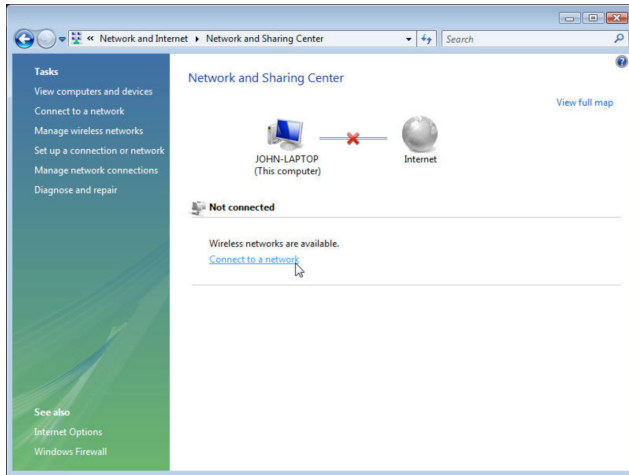 « Network and Internet ▸ Network and Sharing Center
Search
Tasks
View computers and devices
Connect to a network
Manage wireless networks
Set up a connection or network
Manage network connections
Diagnose and repair
See also
Internet Options
Windows Firewall
Network and Sharing Center
View full map
JOHN-LAPTOP
(This computer)
Internet
Not connected
Wireless networks are available.
Connect to a network